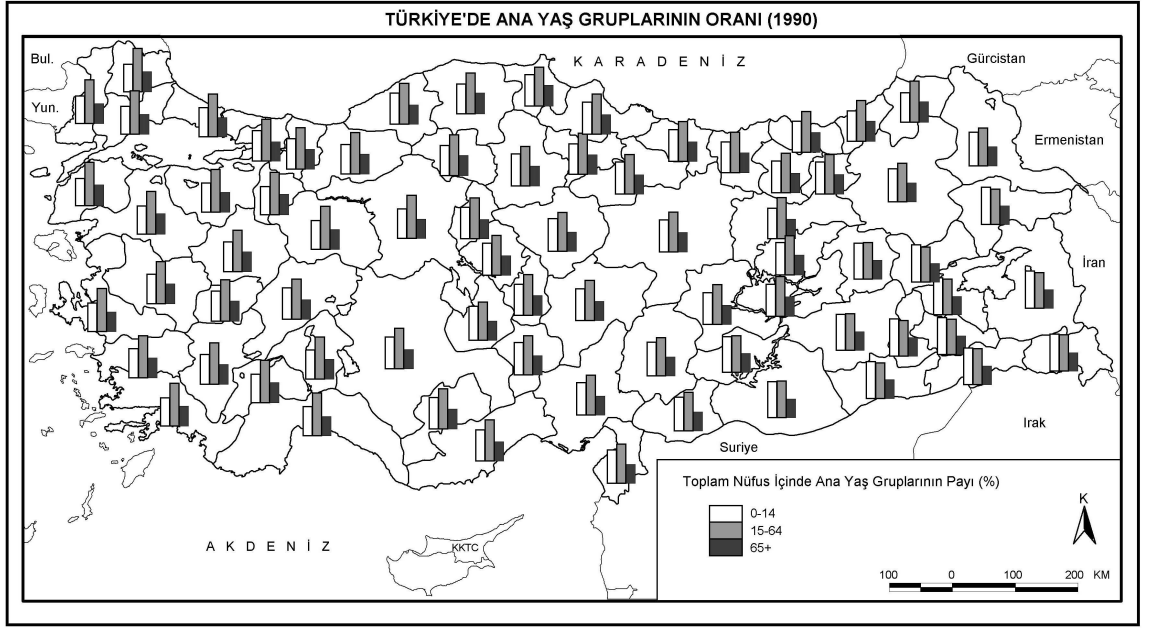 TÜRKİYE'DE ANA YAŞ GRUPLARININ ORANI (1990)
Bul.
K A R A D E N İ Z
Gürcistan
Yun.
Ermenistan
İran
Irak
Suriye
Toplam Nüfus İçinde Ana Yaş Gruplarının Payı (%)
K
0-14
15-64
65+
A K D E N İ Z
KKTC
100 0 100 200 KM